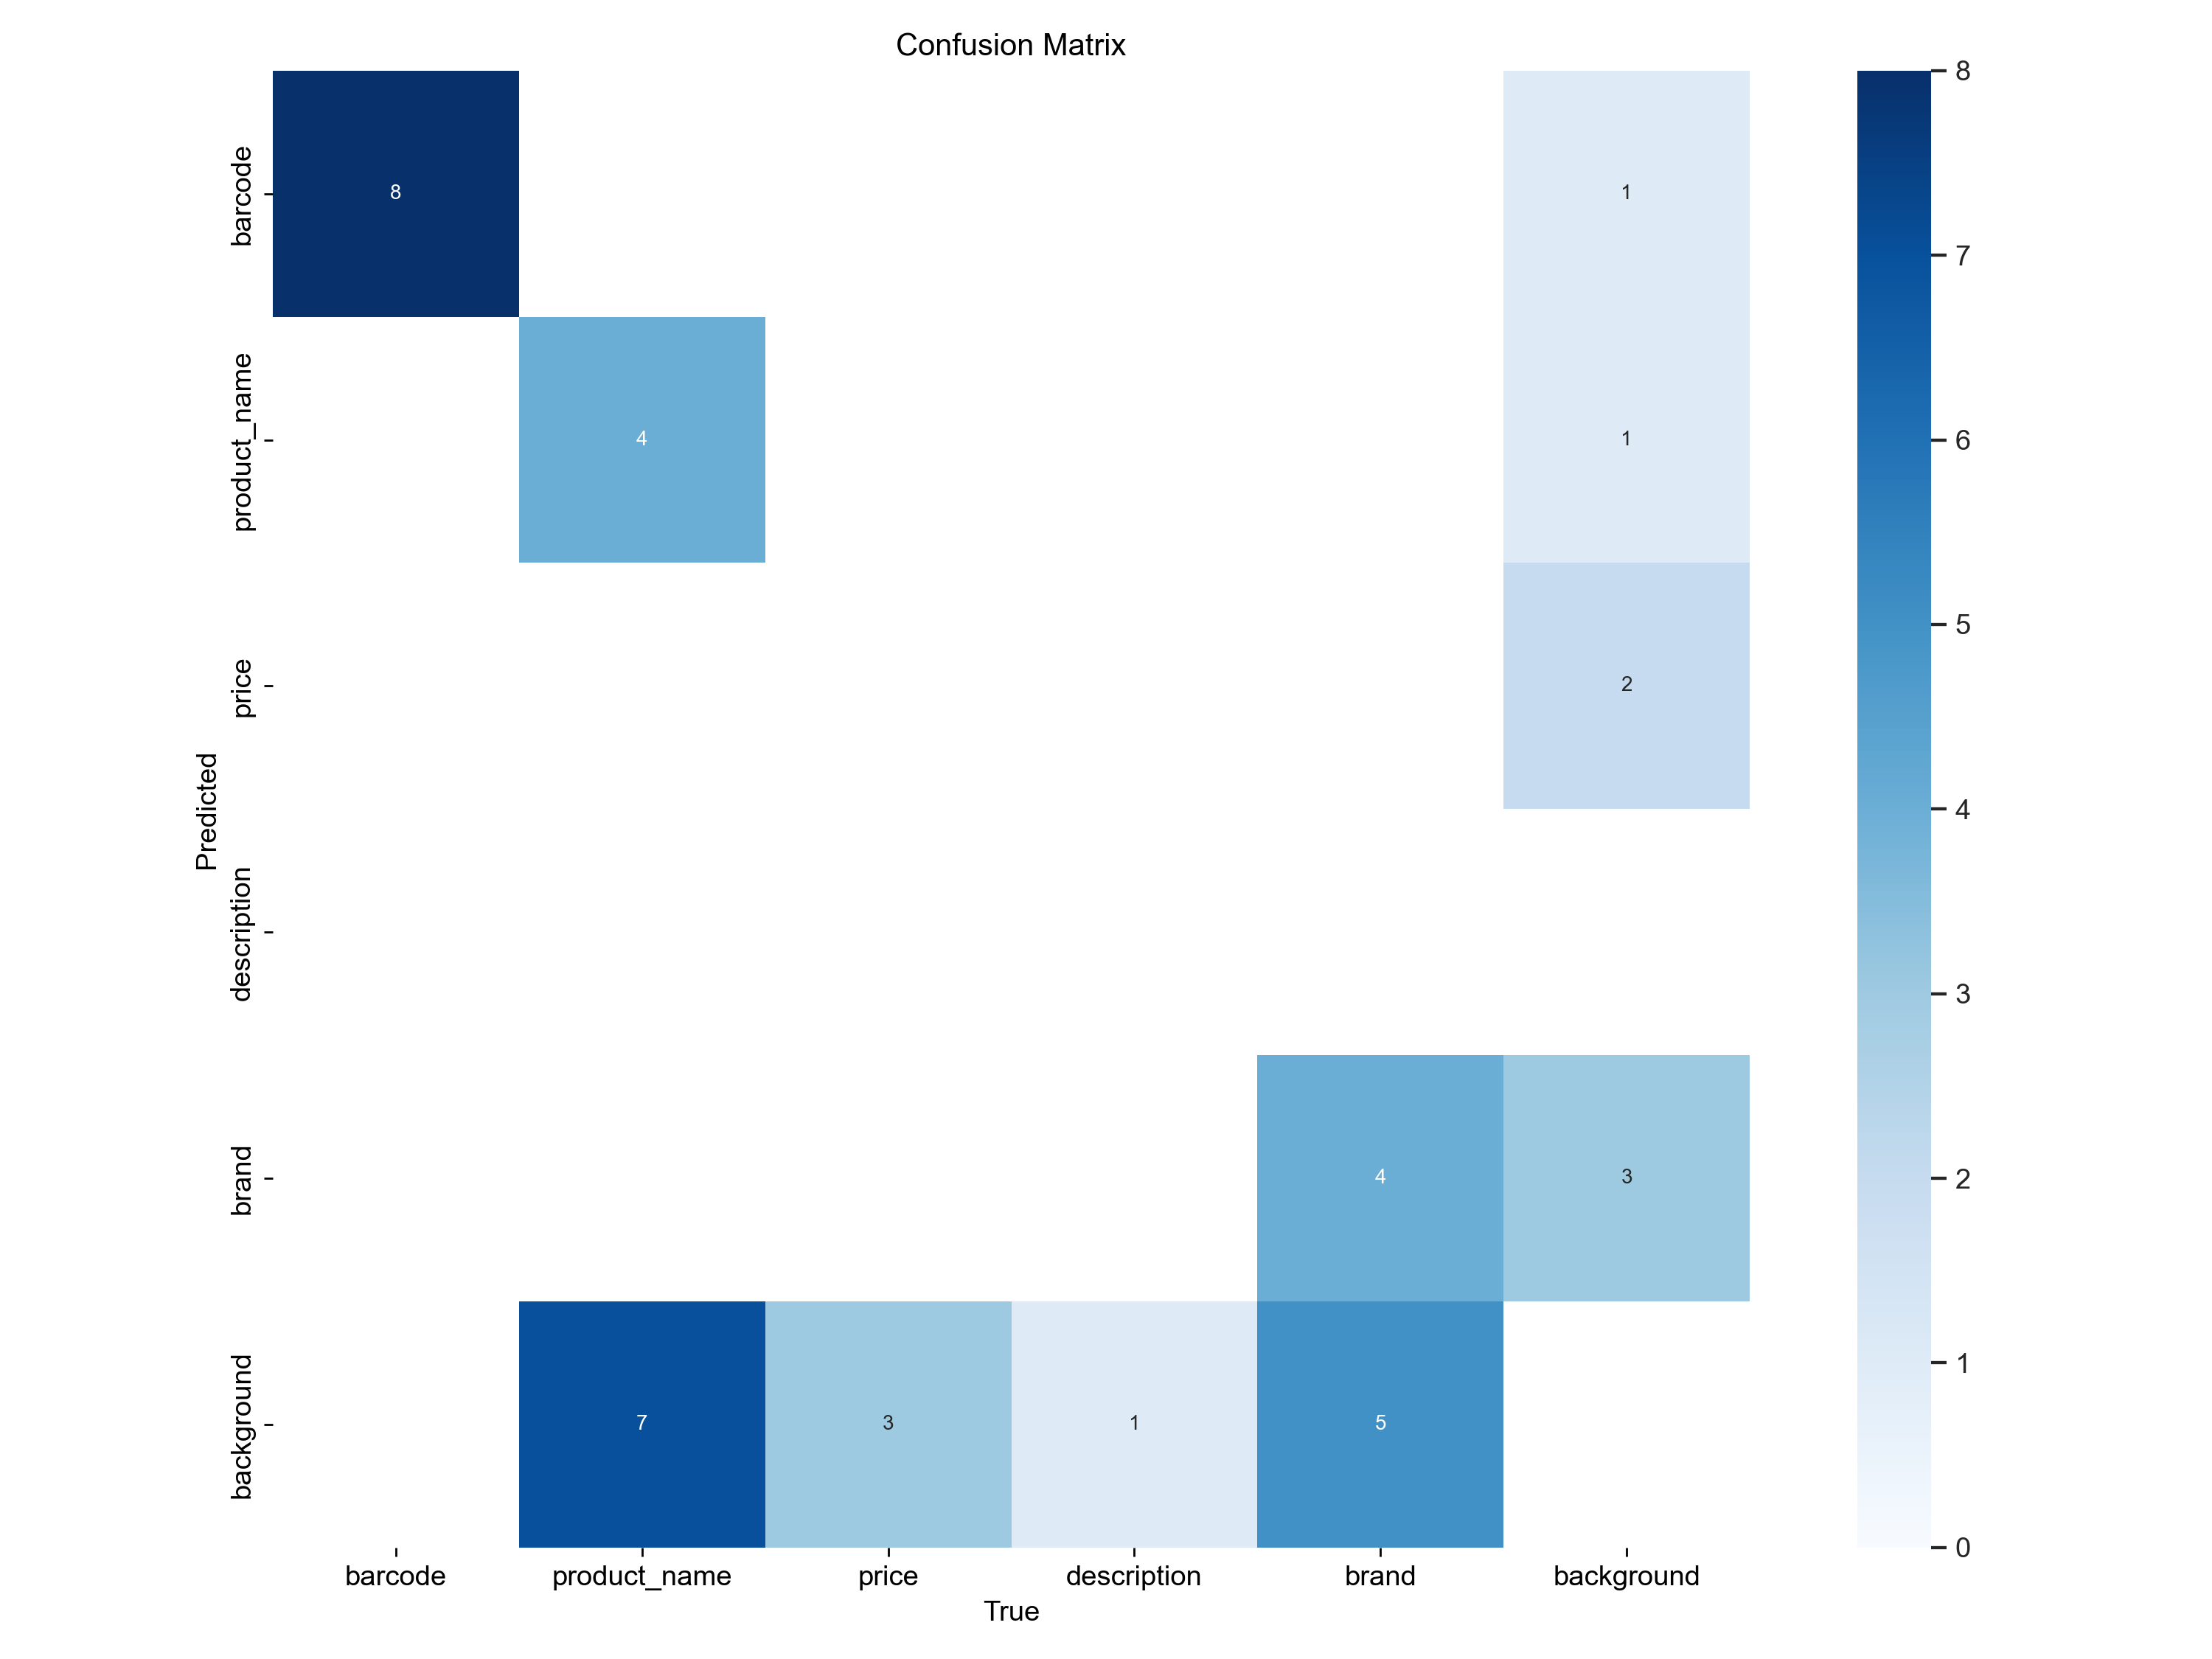 Confusion Matrix
barcode
product_name
price
description
brand
background
Predicted
8
1
4
1
2
4
3
7
3
1
5
barcode
product_name
price
description
brand
background
True
8
7
6
5
4
3
2
1
0